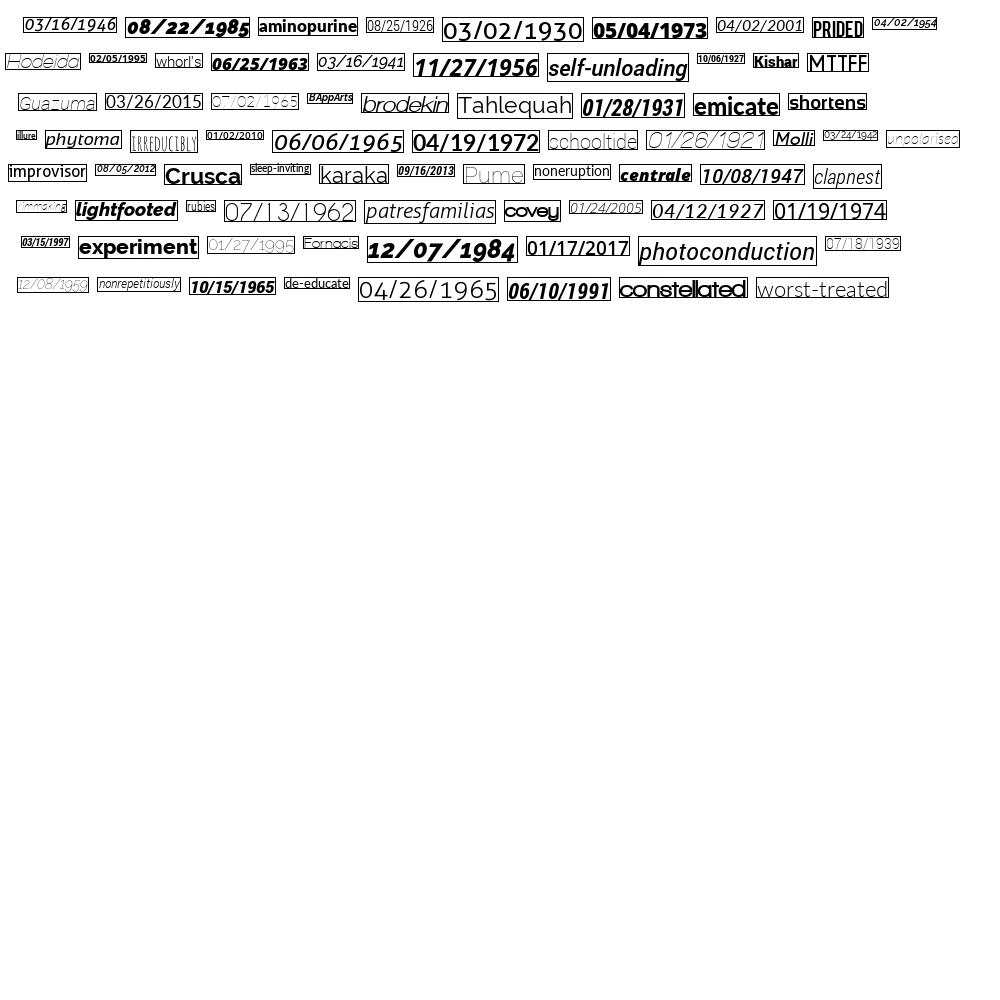 03/16/1946 08/22/1985 aminopurine 08/25/1926 03/02/1930 05/04/1973 04/02/2001 PRIDED 04/02/1954
Hodeida 02/05/1995 whorl's 06/25/1963 03/16/1941 11/27/1956 self-unloading 10/06/1927 Kishar MTTFF
Guazuma 03/26/2015 07/02/1965 BAppArts brodekin Tahlequah 01/28/1931 emicate shortens
illure phytoma IRREDUCIBLY 01/02/2010 06/06/1965 04/19/1972 schooltide 01/26/1921 Molli 03/24/1942 unpolarised
improvisor 08/05/2012 Crusca sleep-inviting karaka 09/16/2013 Pume noneruption centrale 10/08/1947 clapnest
rimmaking lightfooted rubies 07/13/1962 patresfamilias covey 01/24/2005 04/12/1927 01/19/1974
03/15/1997 experiment 01/27/1995 Fornacis 12/07/1984 01/17/2017 photoconduction 07/18/1939
12/08/1959 nonrepetitiously 10/15/1965 de-educate 04/26/1965 06/10/1991 constellated worst-treated